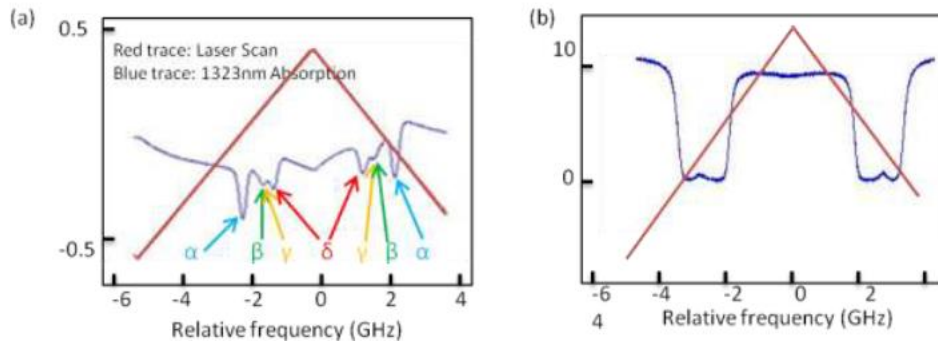 (a)
0.5
Red trace: Laser Scan
Blue trace: 1323nm Absorption
-0.5
α β γ δ γ β α
-6 -4 -2 0 2 4
Relative frequency (GHz)
(b)
10
0
-6 -4 -2 0 2
4
Relative frequency (GHz)